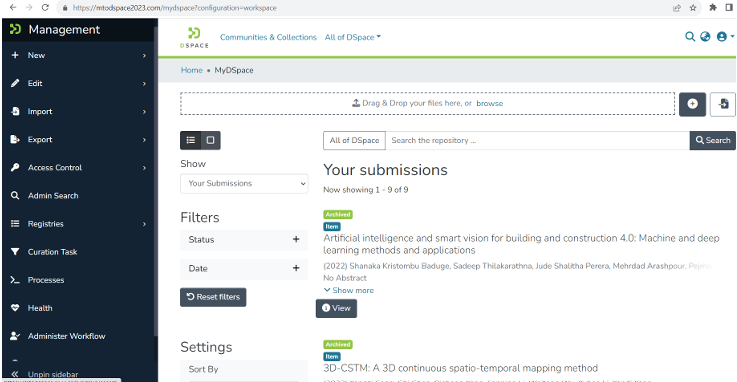 https://mtodspace2023.com/mydspace?configuration=workspace
Management
New
Edit
Import
Export
Access Control
Admin Search
Registries
Curation Task
Processes
Health
Administer Workflow
Unpin sidebar
DSPACE
Communities & Collections All of DSpace
Home • MyDSpace
Drag & Drop your files here, or browse
Show
Your Submissions
Filters
Status
Date
Reset filters
Settings
Sort By
All of DSpace Search the repository ... Search
Your submissions
Now showing 1 - 9 of 9
Archived
Item
Artificial intelligence and smart vision for building and construction 4.0: Machine and deep
learning methods and applications
(2022) Shanaka Kristombu Baduge, Sadeep Thilakarathna, Jude Shalitha Perera, Mehrdad Arashpour,
No Abstract
Show more
View
Archived
Item
3D-CSTM: A 3D continuous spatio-temporal mapping method